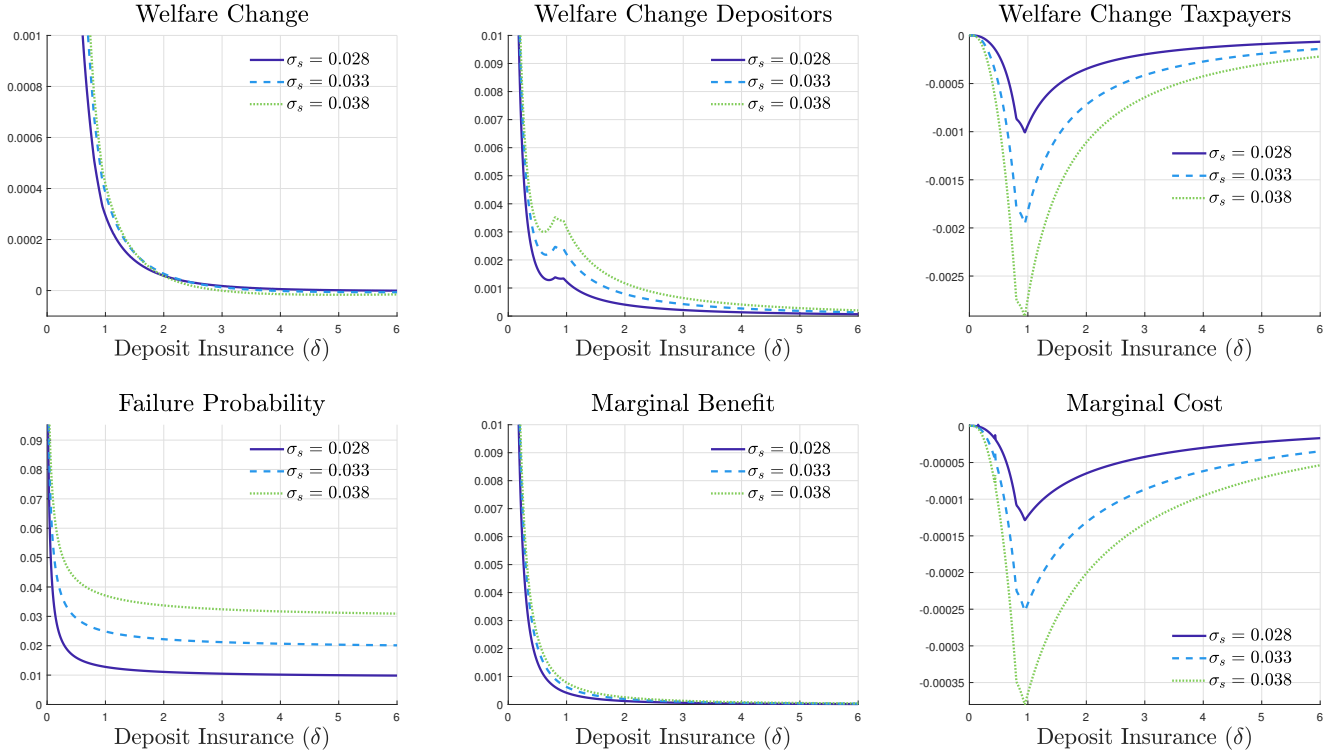 Welfare Change
0.001
0.0008
0.0006
0.0004
0.0002
0
σs = 0.028
σs = 0.033
σs = 0.038
0 1 2 3 4 5 6
Deposit Insurance (δ)
Welfare Change Depositors
0.01
0.009
0.008
0.007
0.006
0.005
0.004
0.003
0.002
0.001
0
σs = 0.028
σs = 0.033
σs = 0.038
0 1 2 3 4 5 6
Deposit Insurance (δ)
Welfare Change Taxpayers
0
-0.0005
-0.001
-0.0015
-0.002
-0.0025
σs = 0.028
σs = 0.033
σs = 0.038
0 1 2 3 4 5 6
Deposit Insurance (δ)
Failure Probability
0.09
0.08
0.07
0.06
0.05
0.04
0.03
0.02
0.01
0
σs = 0.028
σs = 0.033
σs = 0.038
0 1 2 3 4 5 6
Deposit Insurance (δ)
Marginal Benefit
0.01
0.009
0.008
0.007
0.006
0.005
0.004
0.003
0.002
0.001
0
σs = 0.028
σs = 0.033
σs = 0.038
0 1 2 3 4 5 6
Deposit Insurance (δ)
Marginal Cost
0
-0.00005
-0.0001
-0.00015
-0.0002
-0.00025
-0.0003
-0.00035
σs = 0.028
σs = 0.033
σs = 0.038
0 1 2 3 4 5 6
Deposit Insurance (δ)